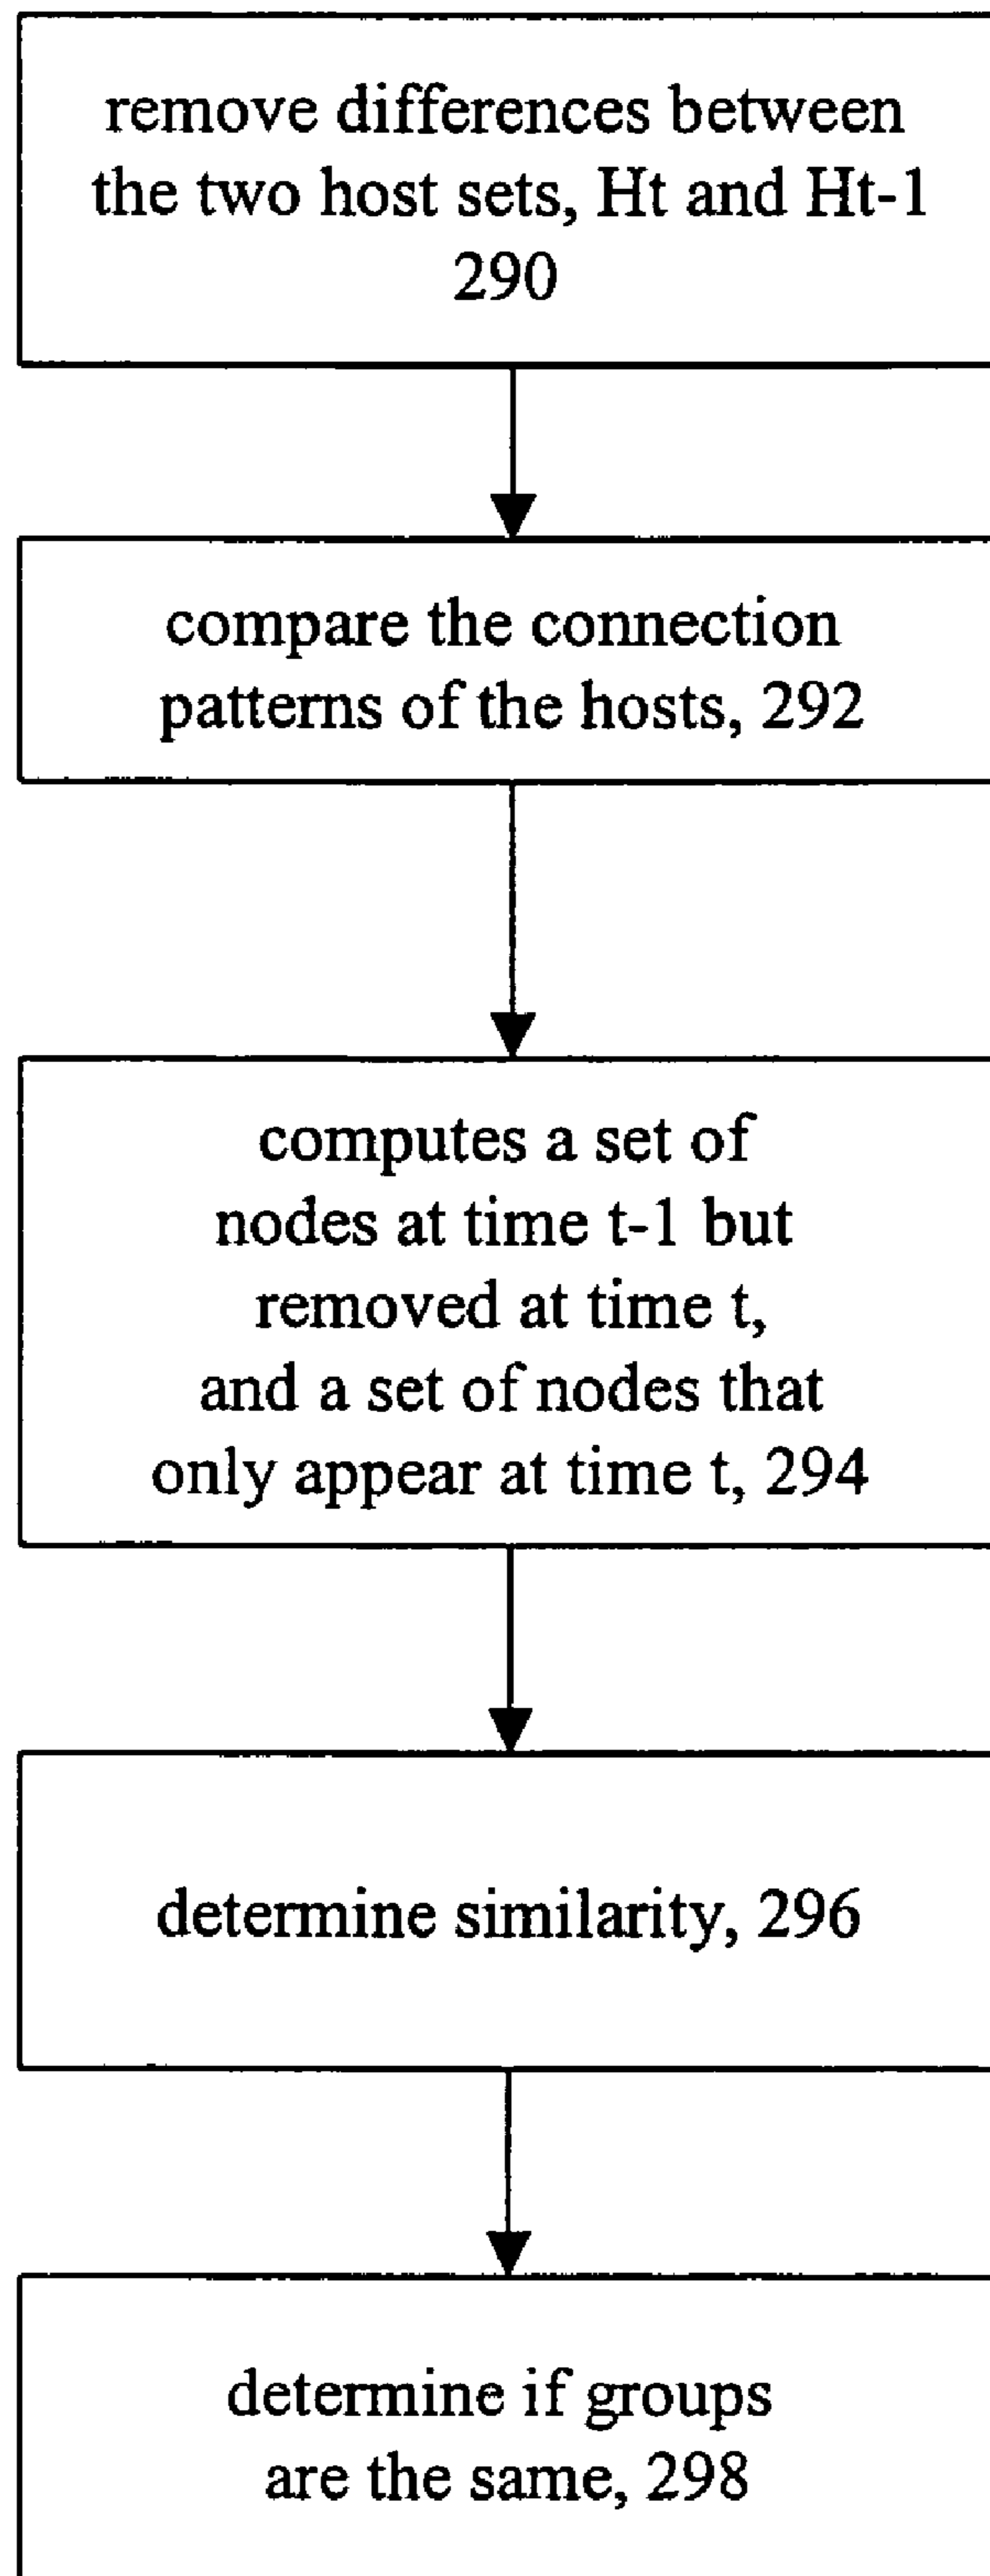 remove differences between
the two host sets, Ht and Ht-1
290
compare the connection
patterns of the hosts, 292
computes a set of
nodes at time t-1 but
removed at time t,
and a set of nodes that
only appear at time t, 294
determine similarity, 296
determine if groups
are the same, 298